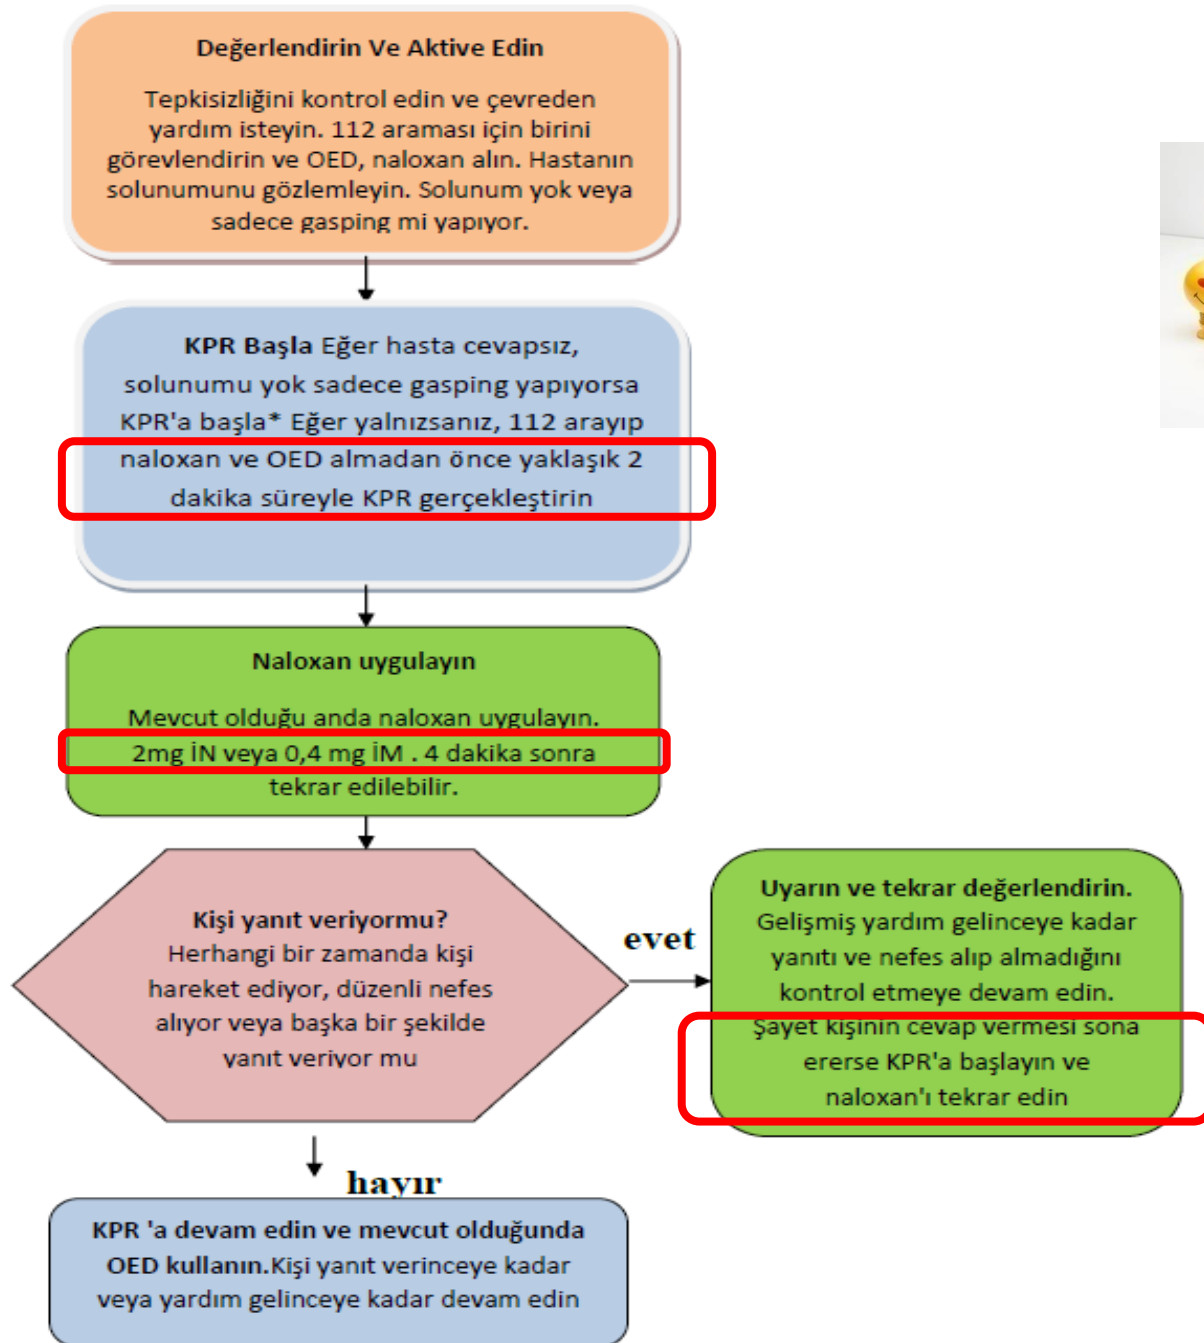 Değerlendirin Ve Aktive Edin
Tepkisizliğini kontrol edin ve çevreden
yardım isteyin. 112 araması için birini
görevlendirin ve OED, naloxan alın. Hastanın
solunumunu gözlemleyin. Solunum yok veya
sadece gasping mi yapıyor.
KPR Başla Eğer hasta cevapsız,
solunumu yok sadece gasping yapıyorsa
KPR'a başla* Eğer yalnızsanız, 112 arayıp
naloxan ve OED almadan önce yaklaşık 2
dakika süreyle KPR gerçekleştirin
Naloxan uygulayın
Mevcut olduğu anda naloxan uygulayın.
2mg İN veya 0,4 mg İM . 4 dakika sonra
tekrar edilebilir.
Kişi yanıt veriyormu?
Herhangi bir zamanda kişi
hareket ediyor, düzenli nefes
alıyor veya başka bir şekilde
yanıt veriyor mu
evet
Uyarın ve tekrar değerlendirin.
Gelişmiş yardım gelinceye kadar
yanıtı ve nefes alıp almadığını
kontrol etmeye devam edin.
Şayet kişinin cevap vermesi sona
ererse KPR'a başlayın ve
naloxan'ı tekrar edin
hayır
KPR 'a devam edin ve mevcut olduğunda
OED kullanın.Kişi yanıt verinceye kadar
veya yardım gelinceye kadar devam edin